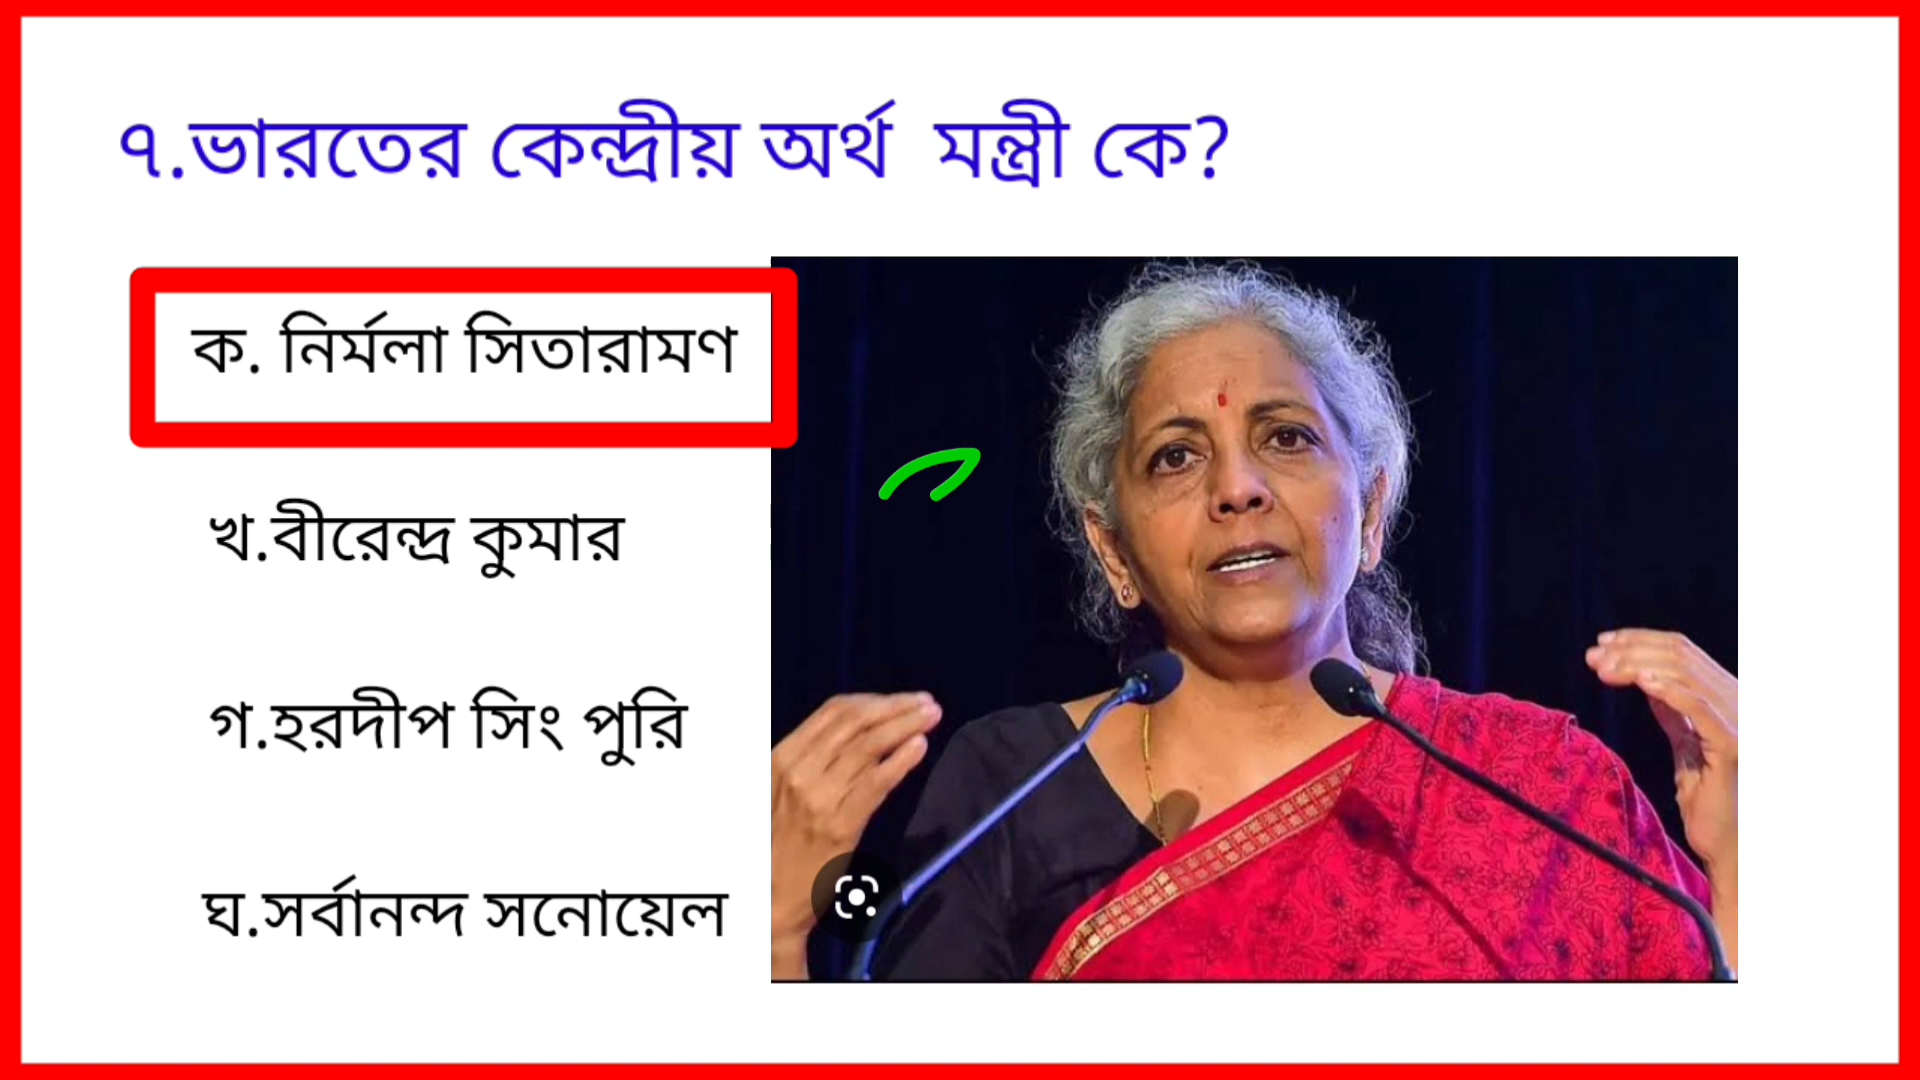 ৭.ভারতের কেন্দ্রীয় অর্থ  মন্ত্রী কে?
ক. নির্মলা সিতারামণ
খ.বীরেন্দ্র কুমার
গ.হরদীপ সিং পুরি
ঘ.সর্বানন্দ সনোয়েল